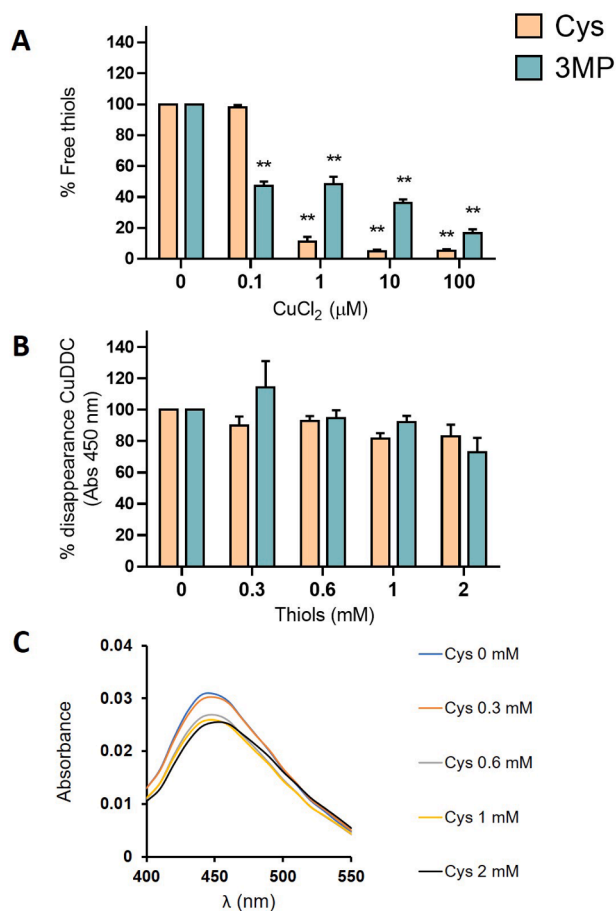 A
Cys
3MP
% Free thiols
140
120
100
80
60
40
20
0
**
**
**
**
**
**
**
0
0.1
1
10
100
CuCl₂ (μM)
B
% disappearance CuDDC
(Abs 450 nm)
140
120
100
80
60
40
20
0
0
0.3
0.6
1
2
Thiols (mM)
C
Absorbance
0.04
0.03
0.02
0.01
0
400
450
500
550
λ (nm)
Cys 0 mM
Cys 0.3 mM
Cys 0.6 mM
Cys 1 mM
Cys 2 mM